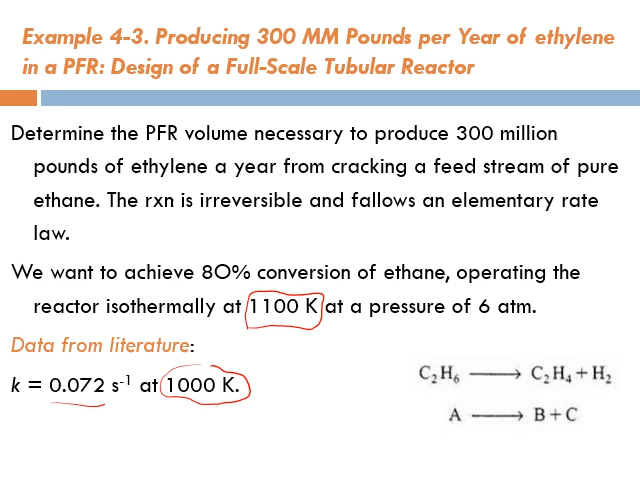 Example 4-3. Producing 300 MM Pounds per Year of ethylene
in a PFR: Design of a Full-Scale Tubular Reactor
Determine the PFR volume necessary to produce 300 million
pounds of ethylene a year from cracking a feed stream of pure
ethane. The rxn is irreversible and fallows an elementary rate
law.
We want to achieve 8O% conversion of ethane, operating the
reactor isothermally at 1100 K at a pressure of 6 atm.
Data from literature:
k = 0.072 s⁻¹ at 1000 K.
C₂H₆ ⟶ C₂H₄ + H₂
A ⟶ B + C